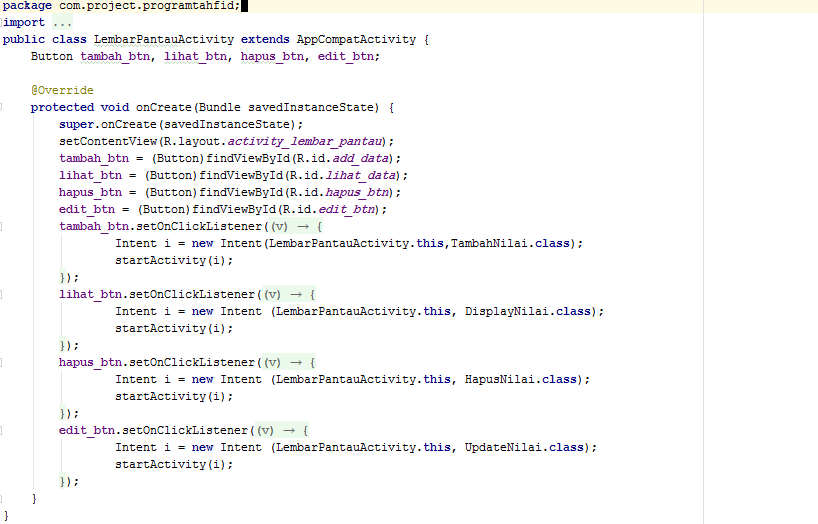 package com.project.programtahfid;
import ...
public class LembarPantauActivity extends AppCompatActivity {
    Button tambah_btn, lihat_btn, hapus_btn, edit_btn;

    @Override
    protected void onCreate(Bundle savedInstanceState) {
        super.onCreate(savedInstanceState);
        setContentView(R.layout.activity_lembar_pantau);
        tambah_btn = (Button)findViewById(R.id.add_data);
        lihat_btn = (Button)findViewById(R.id.lihat_data);
        hapus_btn = (Button)findViewById(R.id.hapus_btn);
        edit_btn = (Button)findViewById(R.id.edit_btn);
        tambah_btn.setOnClickListener((v) → {
                Intent i = new Intent(LembarPantauActivity.this,TambahNilai.class);
                startActivity(i);
        });
        lihat_btn.setOnClickListener((v) → {
                Intent i = new Intent (LembarPantauActivity.this, DisplayNilai.class);
                startActivity(i);
        });
        hapus_btn.setOnClickListener((v) → {
                Intent i = new Intent (LembarPantauActivity.this, HapusNilai.class);
                startActivity(i);
        });
        edit_btn.setOnClickListener((v) → {
                Intent i = new Intent (LembarPantauActivity.this, UpdateNilai.class);
                startActivity(i);
        });
    }
}